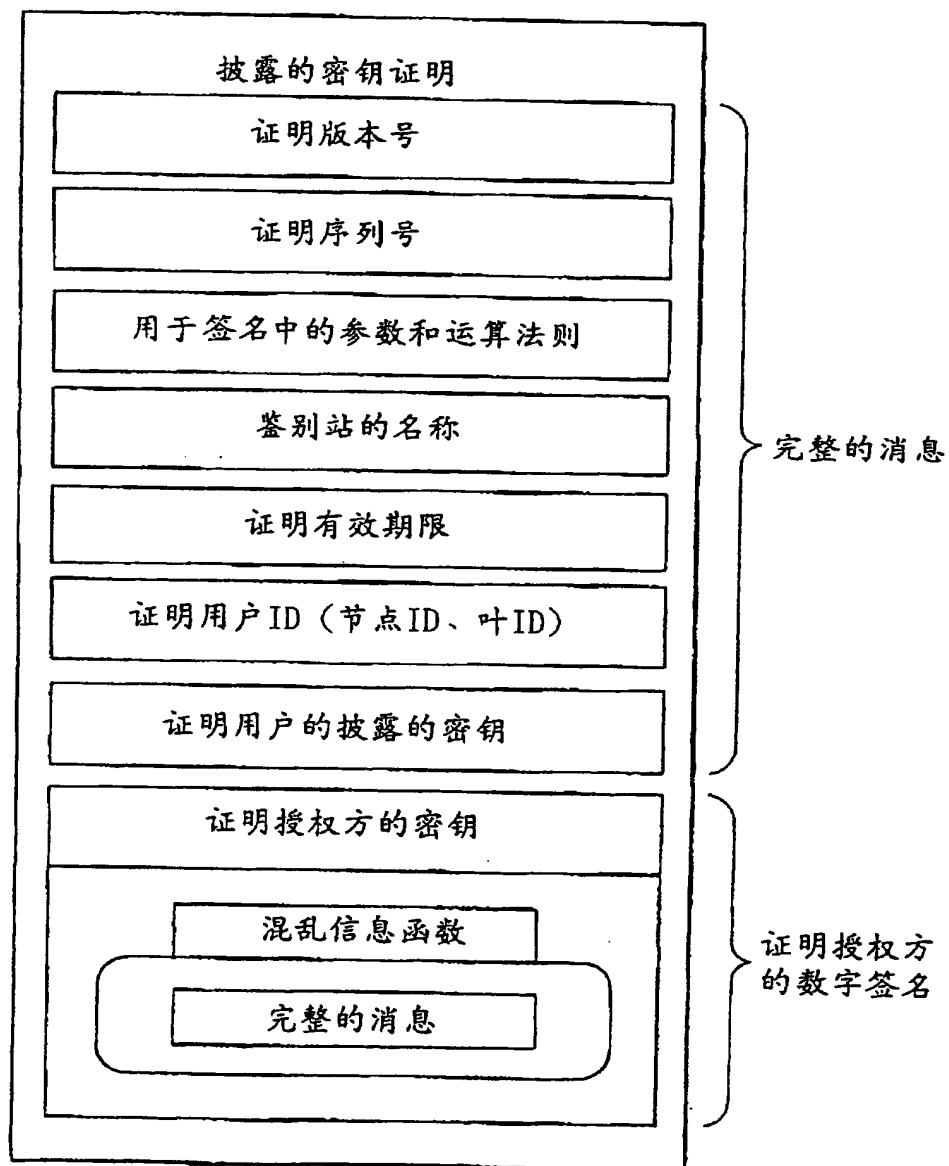 披露的密钥证明
证明版本号
证明序列号
用于签名中的参数和运算法则
鉴别站的名称
证明有效期限
证明用户ID（节点ID、叶ID）
证明用户的披露的密钥
完整的消息
证明授权方的密钥
混乱信息函数
完整的消息
证明授权方
的数字签名